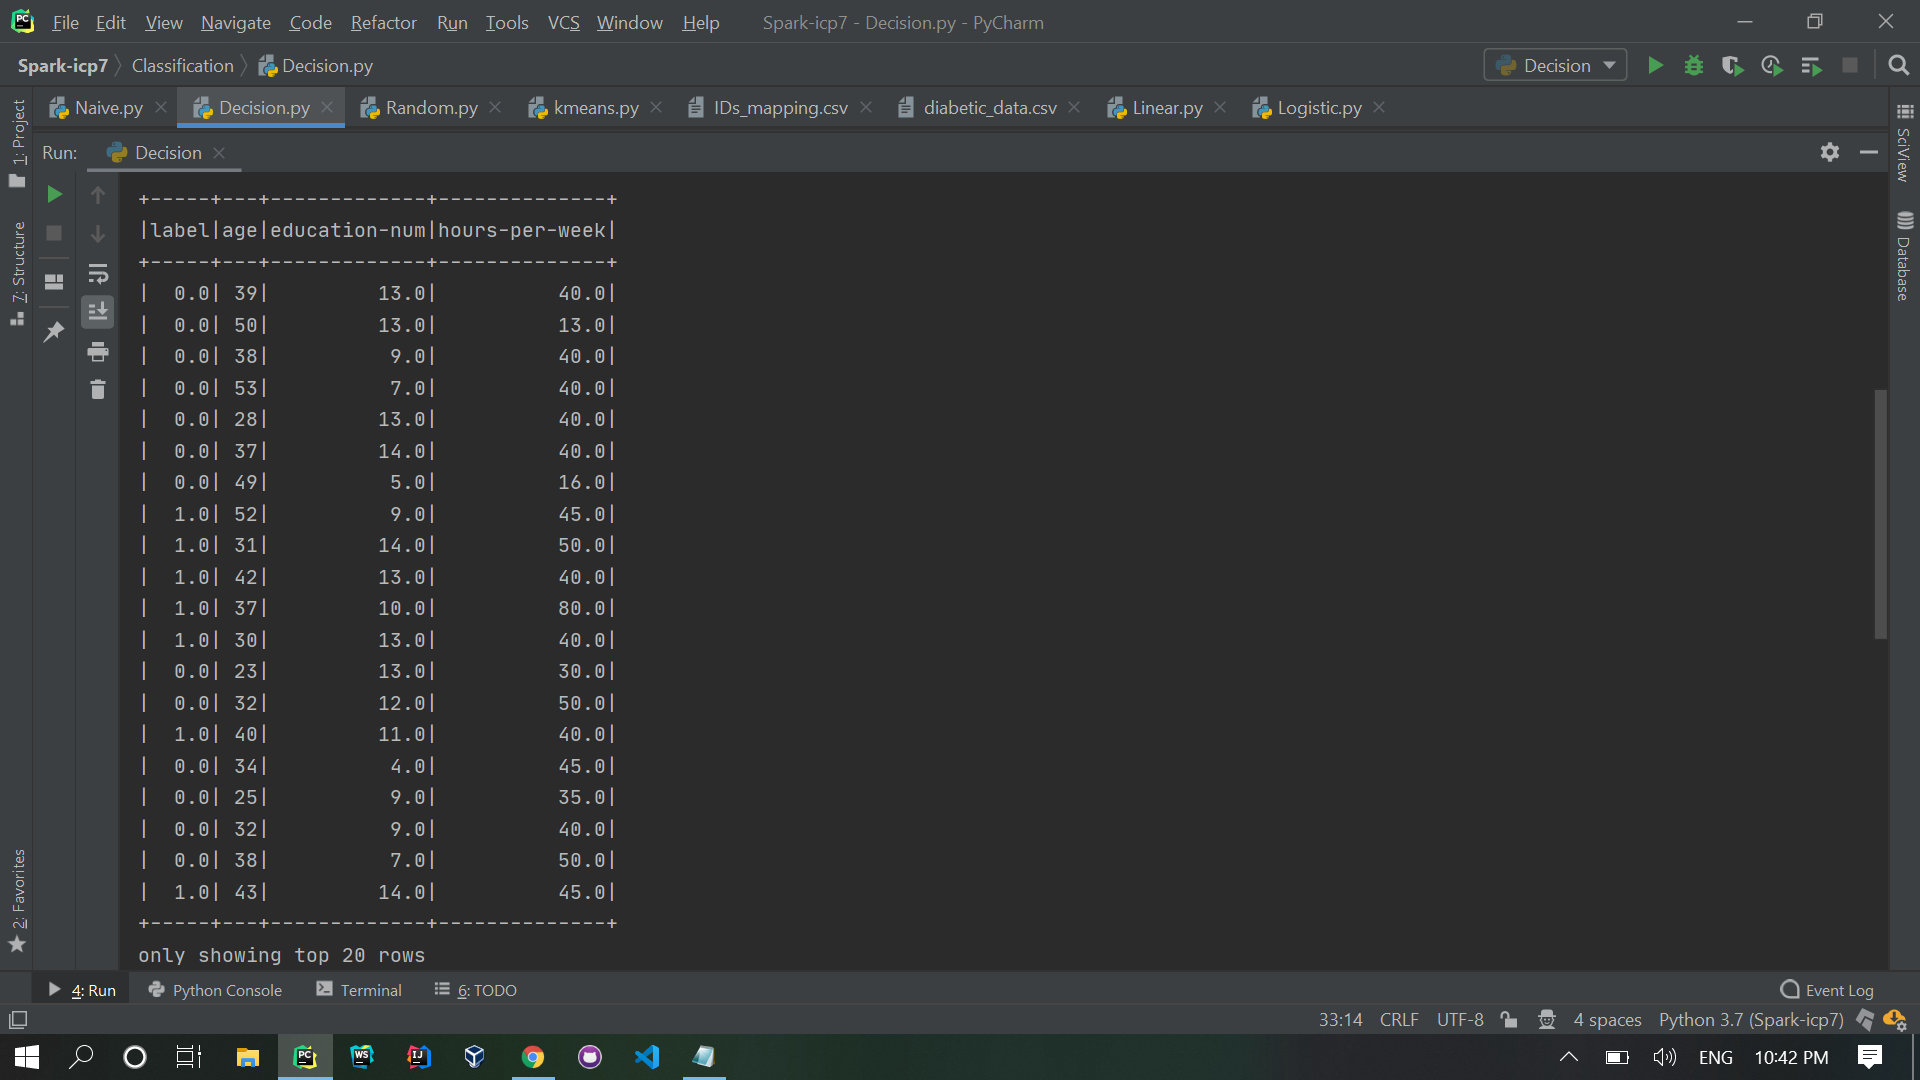 File Edit View Navigate Code Refactor Run Tools VCS Window Help Spark-icp7 - Decision.py - PyCharm
Spark-icp7 Classification Decision.py Decision
Naive.py Decision.py Random.py kmeans.py IDs_mapping.csv diabetic_data.csv Linear.py Logistic.py
Run: Decision
1: Project
7: Structure
2: Favorites
SciView
Database
+-----+---+-------------+--------------+
|label|age|education-num|hours-per-week|
+-----+---+-------------+--------------+
|  0.0| 39|         13.0|          40.0|
|  0.0| 50|         13.0|          13.0|
|  0.0| 38|          9.0|          40.0|
|  0.0| 53|          7.0|          40.0|
|  0.0| 28|         13.0|          40.0|
|  0.0| 37|         14.0|          40.0|
|  0.0| 49|          5.0|          16.0|
|  1.0| 52|          9.0|          45.0|
|  1.0| 31|         14.0|          50.0|
|  1.0| 42|         13.0|          40.0|
|  1.0| 37|         10.0|          80.0|
|  1.0| 30|         13.0|          40.0|
|  0.0| 23|         13.0|          30.0|
|  0.0| 32|         12.0|          50.0|
|  1.0| 40|         11.0|          40.0|
|  0.0| 34|          4.0|          45.0|
|  0.0| 25|          9.0|          35.0|
|  0.0| 32|          9.0|          40.0|
|  0.0| 38|          7.0|          50.0|
|  1.0| 43|         14.0|          45.0|
+-----+---+-------------+--------------+
only showing top 20 rows
4: Run Python Console Terminal 6: TODO Event Log
33:14 CRLF UTF-8 4 spaces Python 3.7 (Spark-icp7)
ENG 10:42 PM